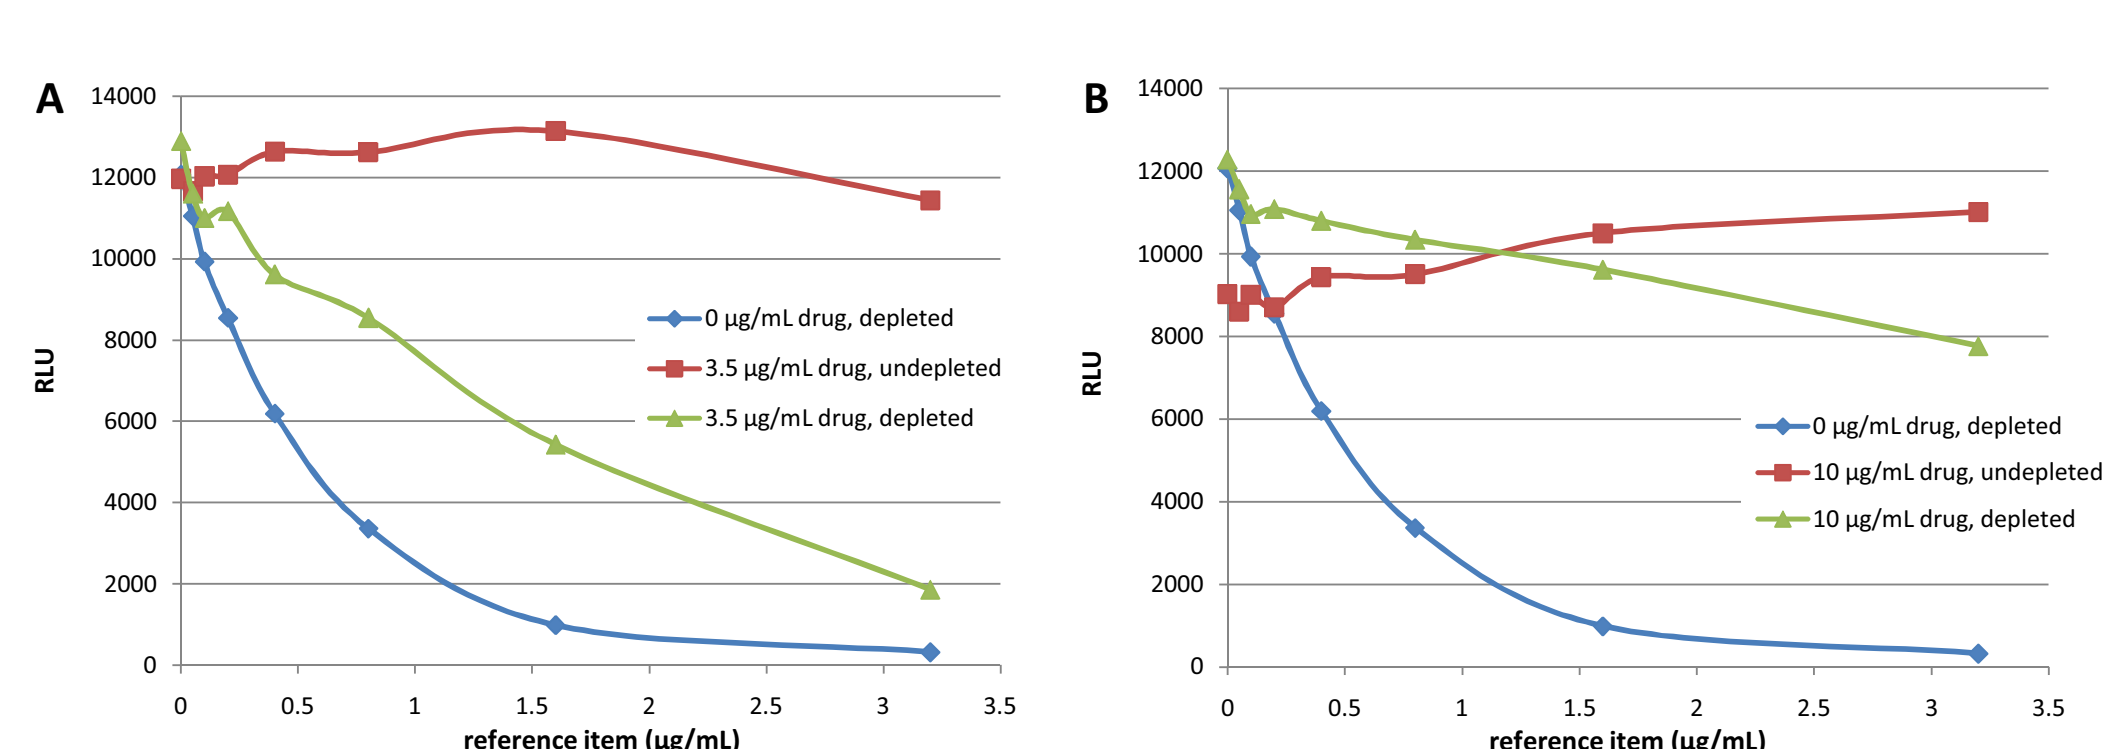 A
14000
12000
10000
8000
6000
4000
2000
0
RLU
0 µg/mL drug, depleted
3.5 µg/mL drug, undepleted
3.5 µg/mL drug, depleted
0 0.5 1 1.5 2 2.5 3 3.5
reference item (µg/mL)
B
14000
12000
10000
8000
6000
4000
2000
0
RLU
0 µg/mL drug, depleted
10 µg/mL drug, undepleted
10 µg/mL drug, depleted
0 0.5 1 1.5 2 2.5 3 3.5
reference item (µg/mL)